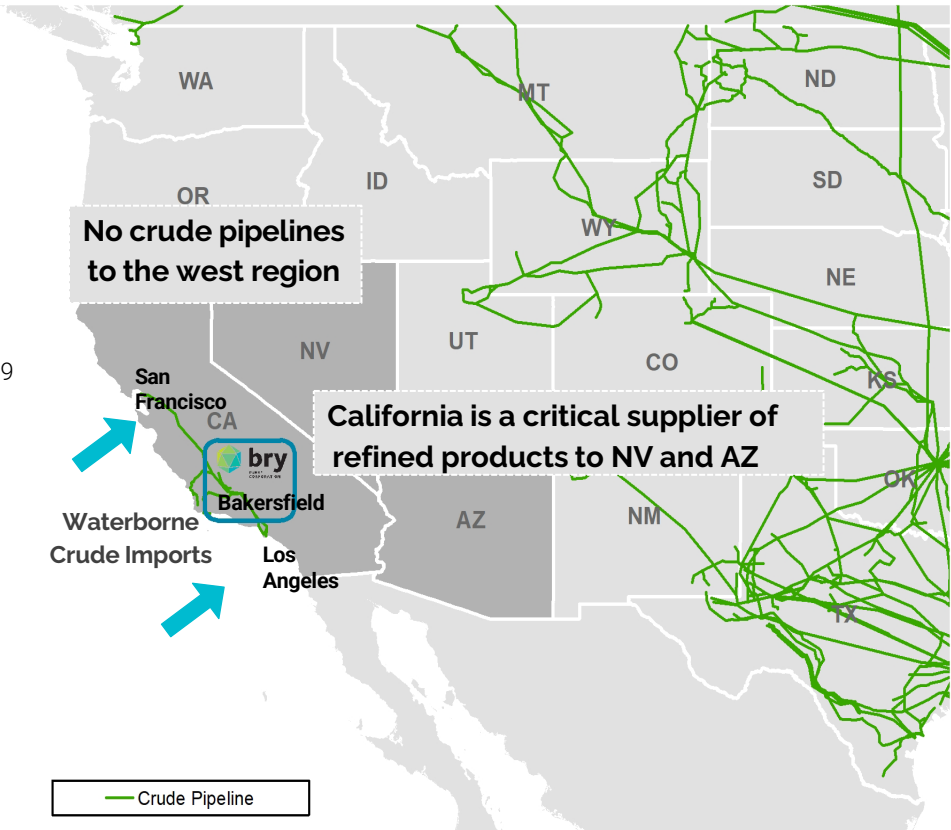 WA
MT
ND
OR
ID
SD
WY
No crude pipelines
to the west region
NE
NV
UT
CO
KS
9
San
Francisco
CA
California is a critical supplier of
refined products to NV and AZ
bry
Bakersfield
OK
AZ
NM
Waterborne
Crude Imports
Los
Angeles
TX
Crude Pipeline